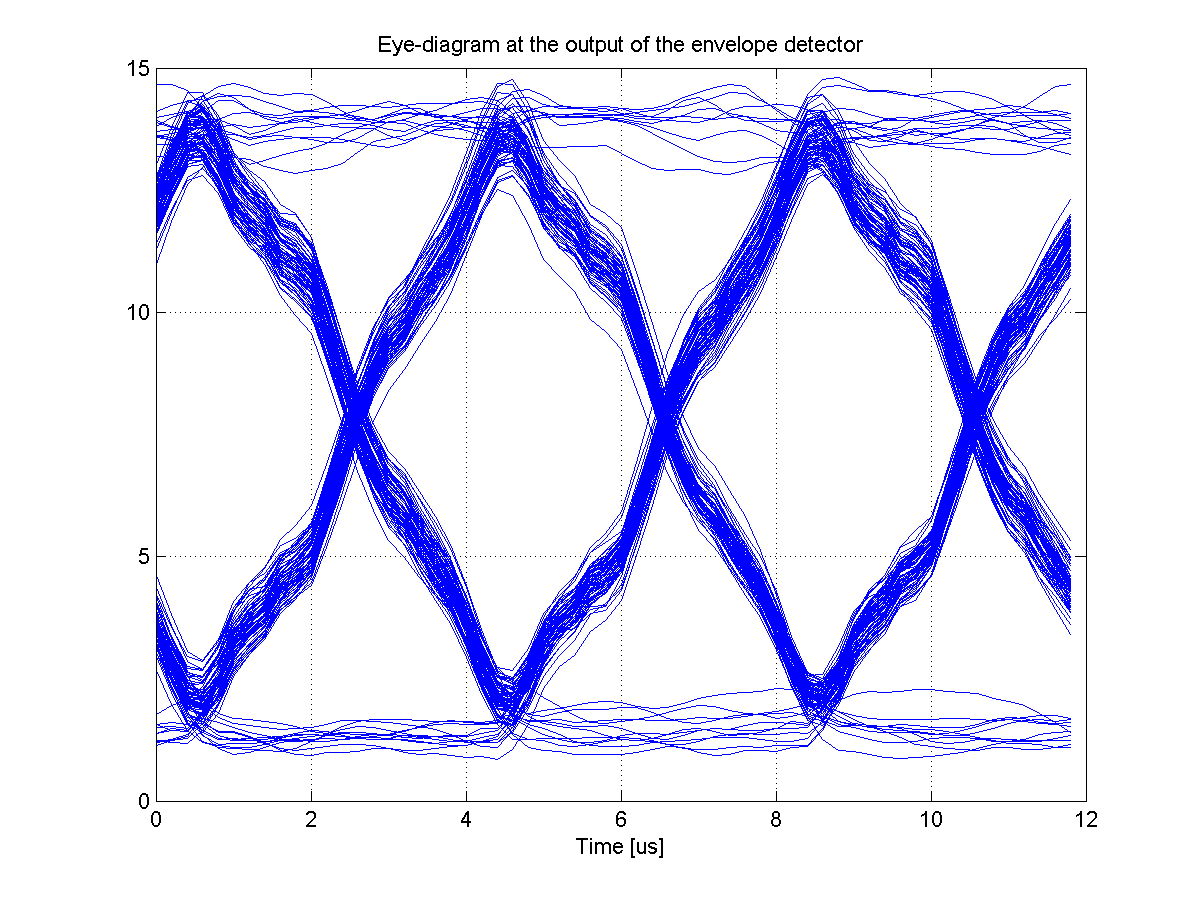 Eye-diagram at the output of the envelope detector
15
10
5
0
0 2 4 6 8 10 12
Time [us]